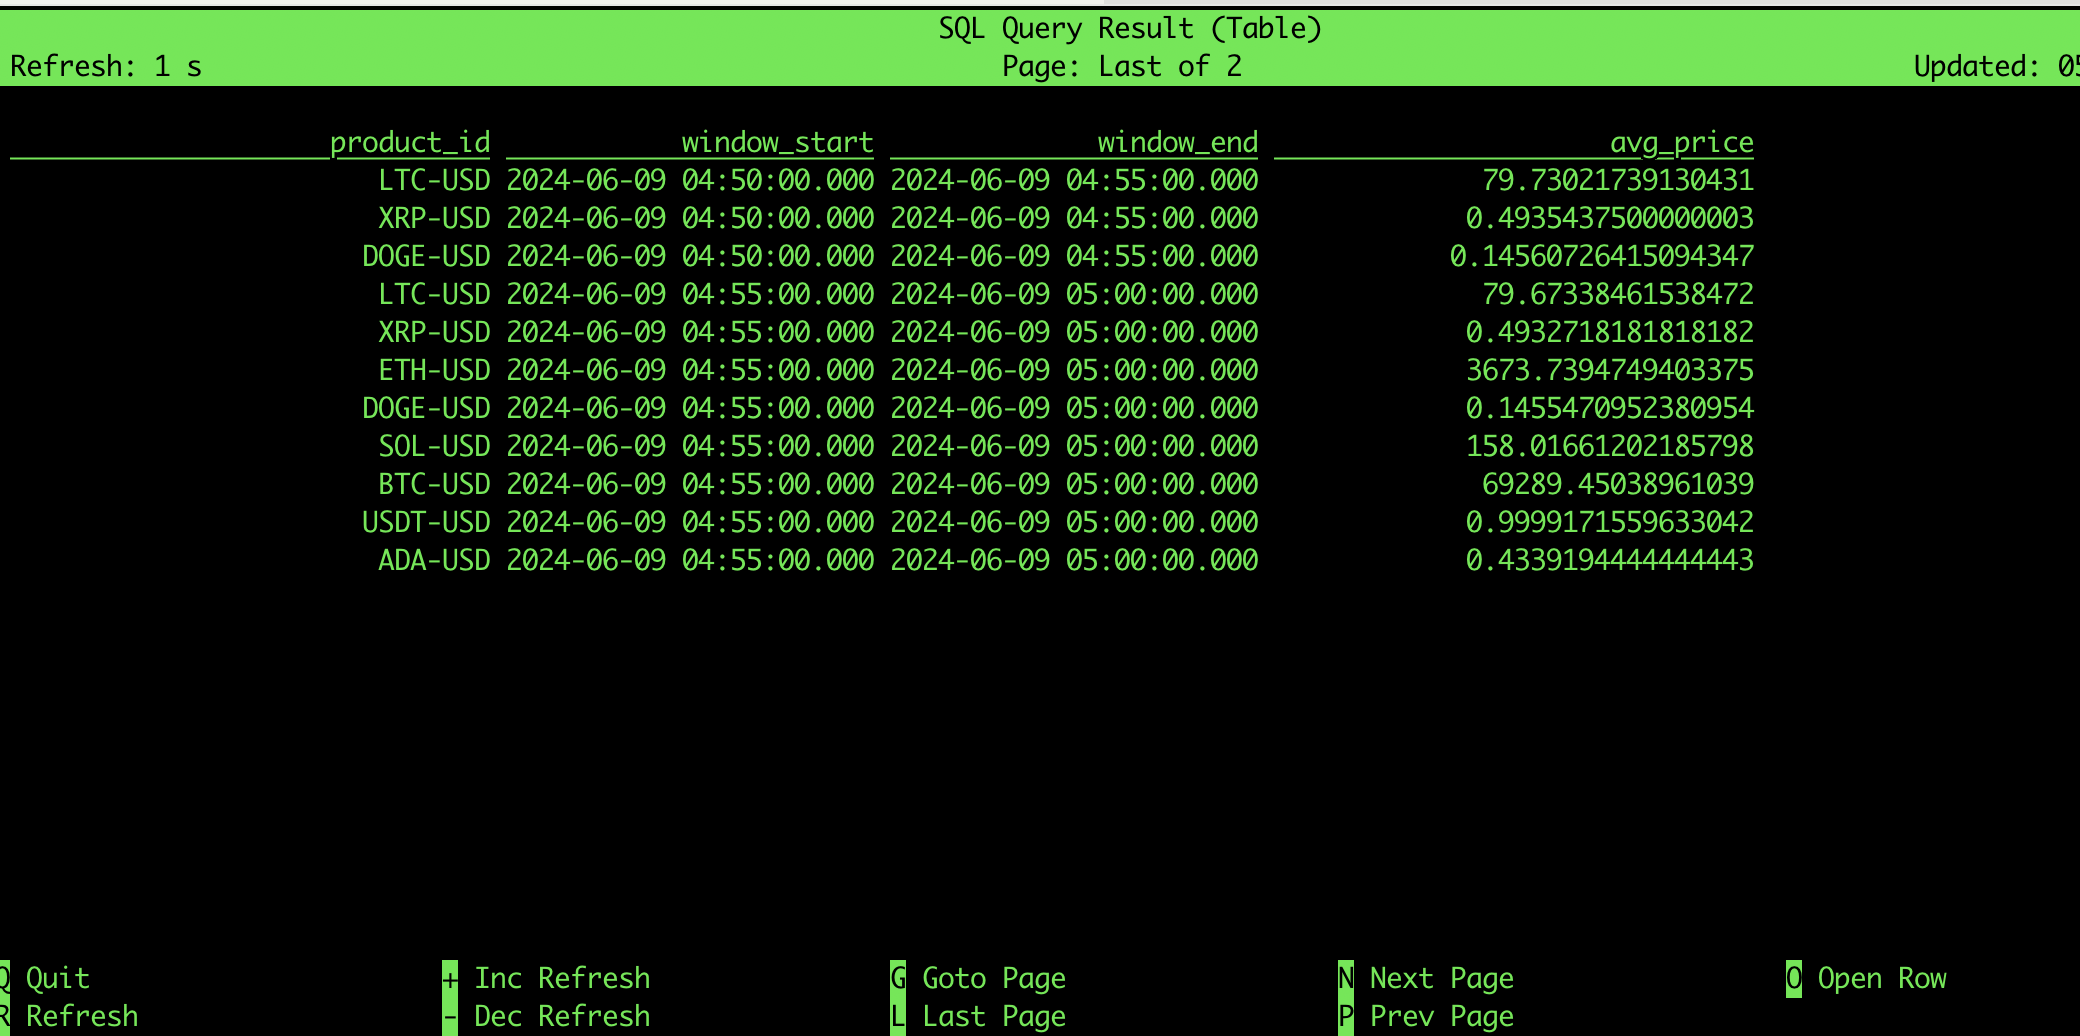 SQL Query Result (Table)
Refresh: 1 s Page: Last of 2 Updated: 05
product_id window_start window_end avg_price
LTC-USD 2024-06-09 04:50:00.000 2024-06-09 04:55:00.000 79.73021739130431
XRP-USD 2024-06-09 04:50:00.000 2024-06-09 04:55:00.000 0.4935437500000003
DOGE-USD 2024-06-09 04:50:00.000 2024-06-09 04:55:00.000 0.14560726415094347
LTC-USD 2024-06-09 04:55:00.000 2024-06-09 05:00:00.000 79.67338461538472
XRP-USD 2024-06-09 04:55:00.000 2024-06-09 05:00:00.000 0.4932718181818182
ETH-USD 2024-06-09 04:55:00.000 2024-06-09 05:00:00.000 3673.7394749403375
DOGE-USD 2024-06-09 04:55:00.000 2024-06-09 05:00:00.000 0.1455470952380954
SOL-USD 2024-06-09 04:55:00.000 2024-06-09 05:00:00.000 158.01661202185798
BTC-USD 2024-06-09 04:55:00.000 2024-06-09 05:00:00.000 69289.45038961039
USDT-USD 2024-06-09 04:55:00.000 2024-06-09 05:00:00.000 0.9999171559633042
ADA-USD 2024-06-09 04:55:00.000 2024-06-09 05:00:00.000 0.4339194444444443
Q Quit + Inc Refresh G Goto Page N Next Page O Open Row
R Refresh - Dec Refresh L Last Page P Prev Page